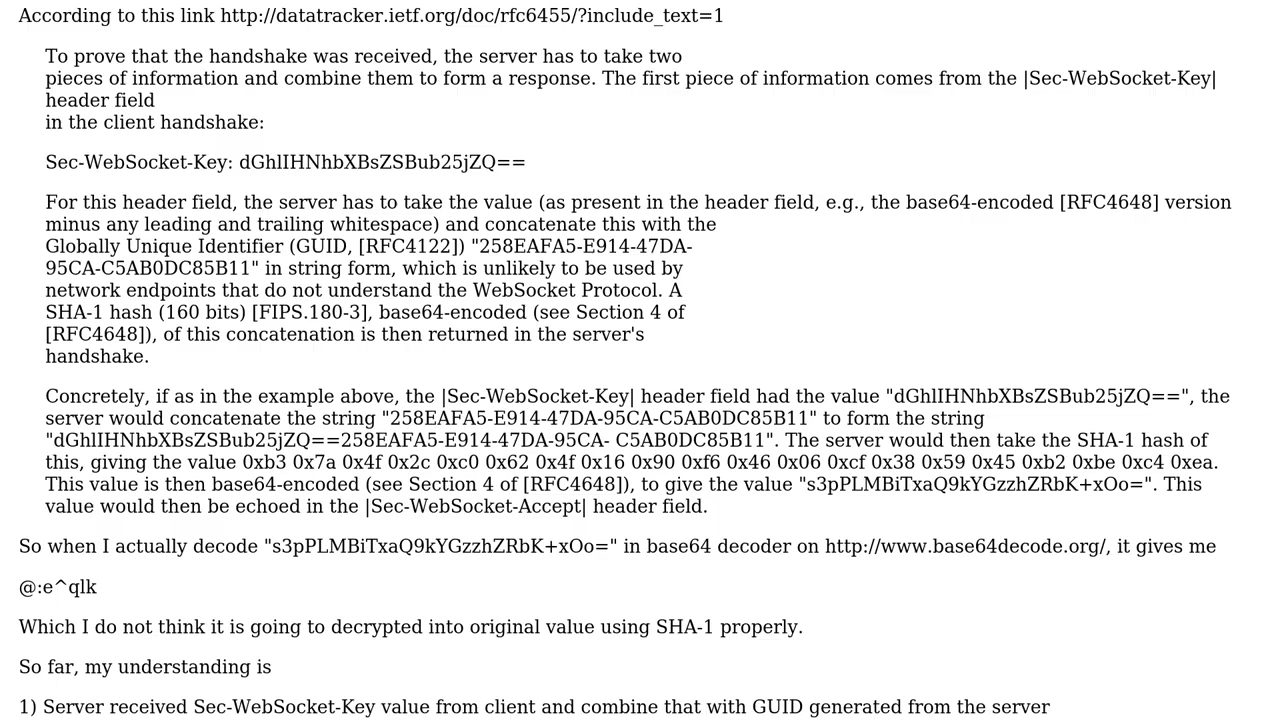 According to this link http://datatracker.ietf.org/doc/rfc6455/?include_text=1
To prove that the handshake was received, the server has to take two
pieces of information and combine them to form a response. The first piece of information comes from the |Sec-WebSocket-Key|
header field
in the client handshake:
Sec-WebSocket-Key: dGhlIHNhbXBsZSBub25jZQ==
For this header field, the server has to take the value (as present in the header field, e.g., the base64-encoded [RFC4648] version
minus any leading and trailing whitespace) and concatenate this with the
Globally Unique Identifier (GUID, [RFC4122]) "258EAFA5-E914-47DA-
95CA-C5AB0DC85B11" in string form, which is unlikely to be used by
network endpoints that do not understand the WebSocket Protocol. A
SHA-1 hash (160 bits) [FIPS.180-3], base64-encoded (see Section 4 of
[RFC4648]), of this concatenation is then returned in the server's
handshake.
Concretely, if as in the example above, the |Sec-WebSocket-Key| header field had the value "dGhlIHNhbXBsZSBub25jZQ==", the
server would concatenate the string "258EAFA5-E914-47DA-95CA-C5AB0DC85B11" to form the string
"dGhlIHNhbXBsZSBub25jZQ==258EAFA5-E914-47DA-95CA- C5AB0DC85B11". The server would then take the SHA-1 hash of
this, giving the value 0xb3 0x7a 0x4f 0x2c 0xc0 0x62 0x4f 0x16 0x90 0xf6 0x46 0x06 0xcf 0x38 0x59 0x45 0xb2 0xbe 0xc4 0xea.
This value is then base64-encoded (see Section 4 of [RFC4648]), to give the value "s3pPLMBiTxaQ9kYGzzhZRbK+xOo=". This
value would then be echoed in the |Sec-WebSocket-Accept| header field.
So when I actually decode "s3pPLMBiTxaQ9kYGzzhZRbK+xOo=" in base64 decoder on http://www.base64decode.org/, it gives me
@:e^qlk
Which I do not think it is going to decrypted into original value using SHA-1 properly.
So far, my understanding is
1) Server received Sec-WebSocket-Key value from client and combine that with GUID generated from the server